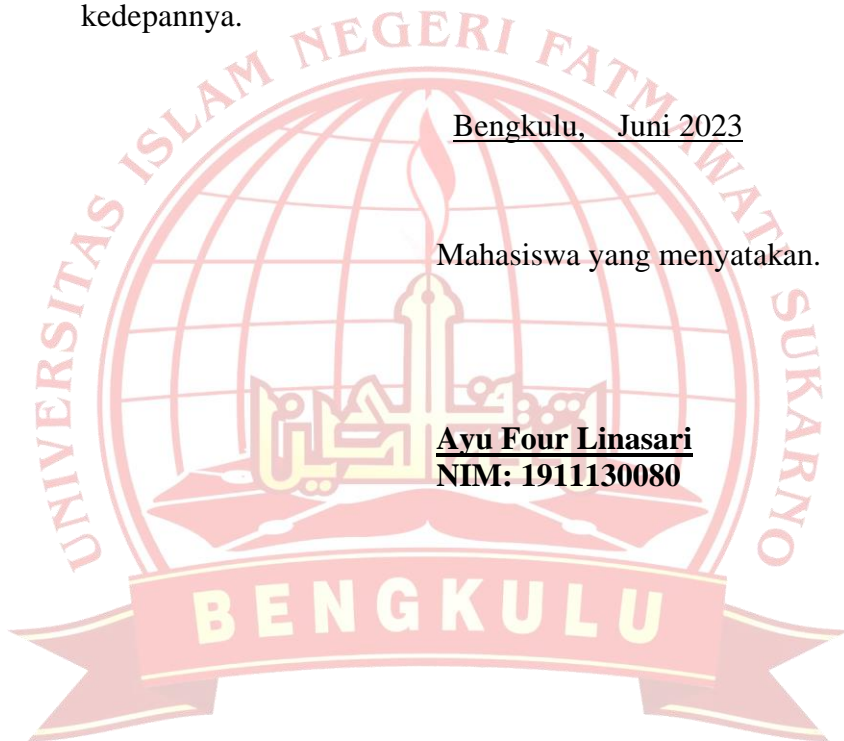 kedepannya.
UNIVERSITAS ISLAM NEGERI FATMAWATI SUKARNO
Bengkulu, Juni 2023
Mahasiswa yang menyatakan.
Ayu Four Linasari
NIM: 1911130080
BENGKULU